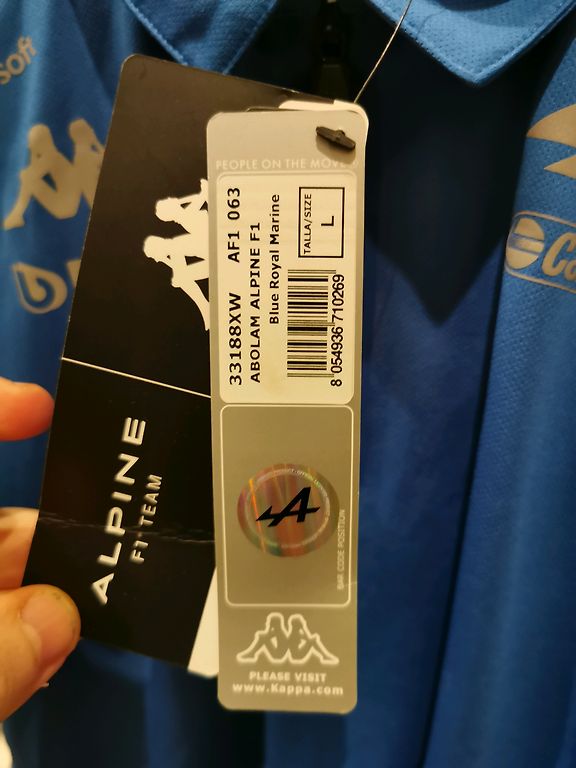 soft
PEOPLE ON THE MOVE
33188XW AF1 063
ABOLAM ALPINE F1
Blue Royal Marine
TALLA/SIZE
L
8 054936 710269
ALPINE
F1 TEAM
A
BAR CODE POSITION
PLEASE VISIT
www.Kappa.com
Ca